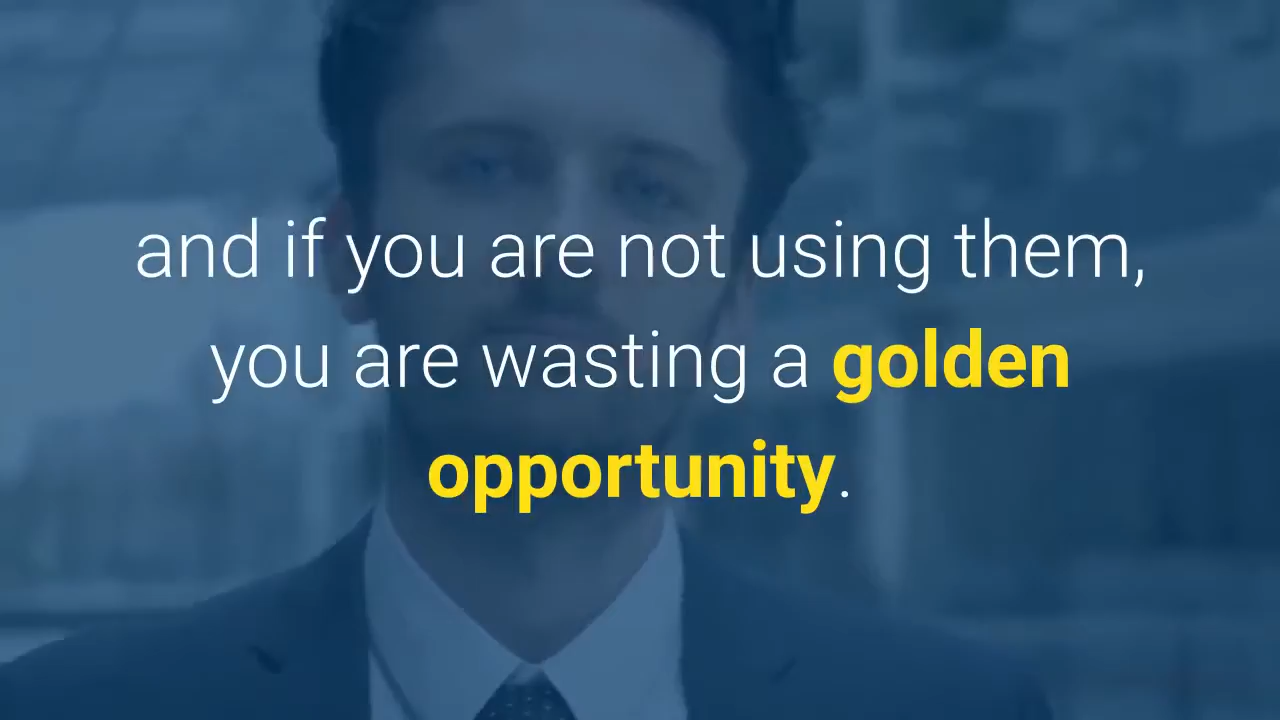 and if you are not using them,
you are wasting a golden
opportunity.